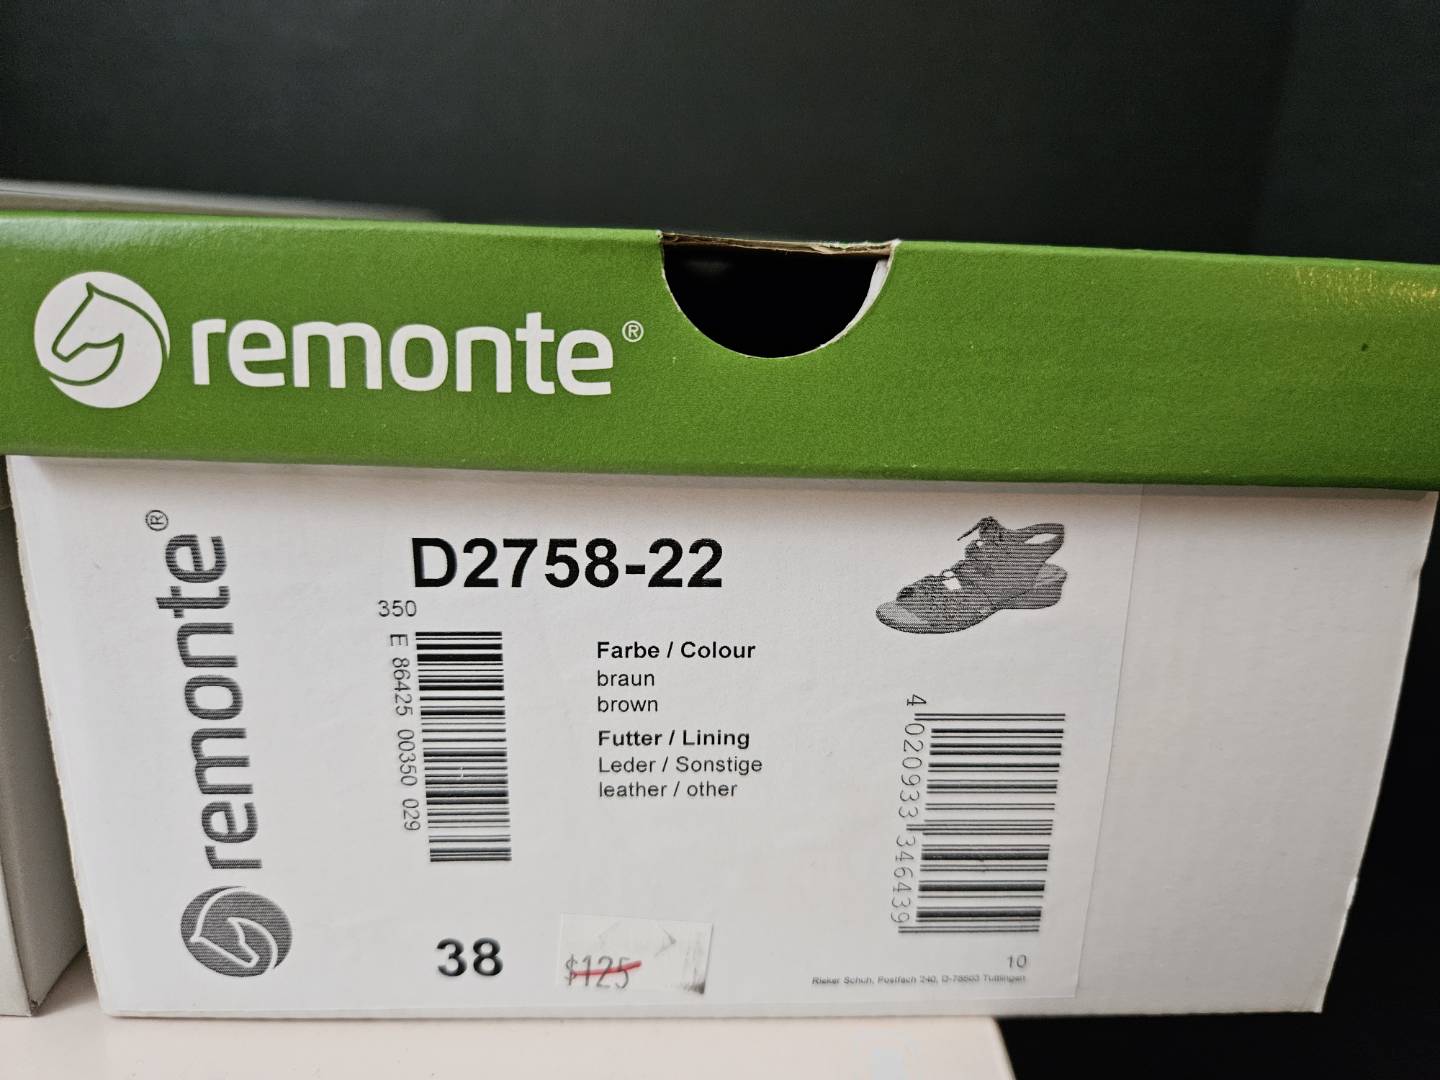 remonte®
remonte®
D2758-22
350
E 86425 00350 029
Farbe / Colour
braun
brown
Futter / Lining
Leder / Sonstige
leather / other
4 020933 346439
38
$125
10
Rieker Schuh, Postfach 240, D-78503 Tuttlingen